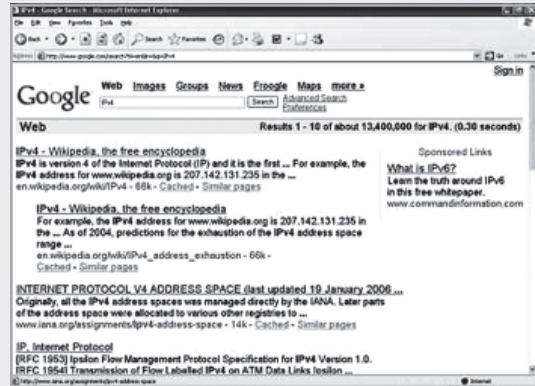 IPv4 - Google Search - Microsoft Internet Explorer
File Edit View Favorites Tools Help
Back Search Favorites
Address http://www.google.com/search?hl=en&q=IPv4 Go
Sign in
Google Web Images Groups News Froogle Maps more »
IPv4 Search Advanced Search
Preferences
Web Results 1 - 10 of about 13,400,000 for IPv4. (0.30 seconds)
IPv4 - Wikipedia, the free encyclopedia
IPv4 is version 4 of the Internet Protocol (IP) and it is the first ... For example, the
IPv4 address for www.wikipedia.org is 207.142.131.235 in the ...
en.wikipedia.org/wiki/IPv4 - 66k - Cached - Similar pages
IPv4 - Wikipedia, the free encyclopedia
For example, the IPv4 address for www.wikipedia.org is 207.142.131.235 in
the ... As of 2004, predictions for the exhaustion of the IPv4 address space
range ...
en.wikipedia.org/wiki/IPv4_address_exhaustion - 66k -
Cached - Similar pages
INTERNET PROTOCOL V4 ADDRESS SPACE (last updated 19 January 2006 ...
Originally, all the IPv4 address spaces was managed directly by the IANA. Later parts
of the address space were allocated to various other registries to ...
www.iana.org/assignments/ipv4-address-space - 14k - Cached - Similar pages
IP, Internet Protocol
[RFC 1953] Ipsilon Flow Management Protocol Specification for IPv4 Version 1.0.
[RFC 1954] Transmission of Flow Labelled IPv4 on ATM Data Links Ipsilon ...
Sponsored Links
What is IPv6?
Learn the truth around IPv6
in this free whitepaper.
www.commandinformation.com
http://www.iana.org/assignments/ipv4-address-space Internet